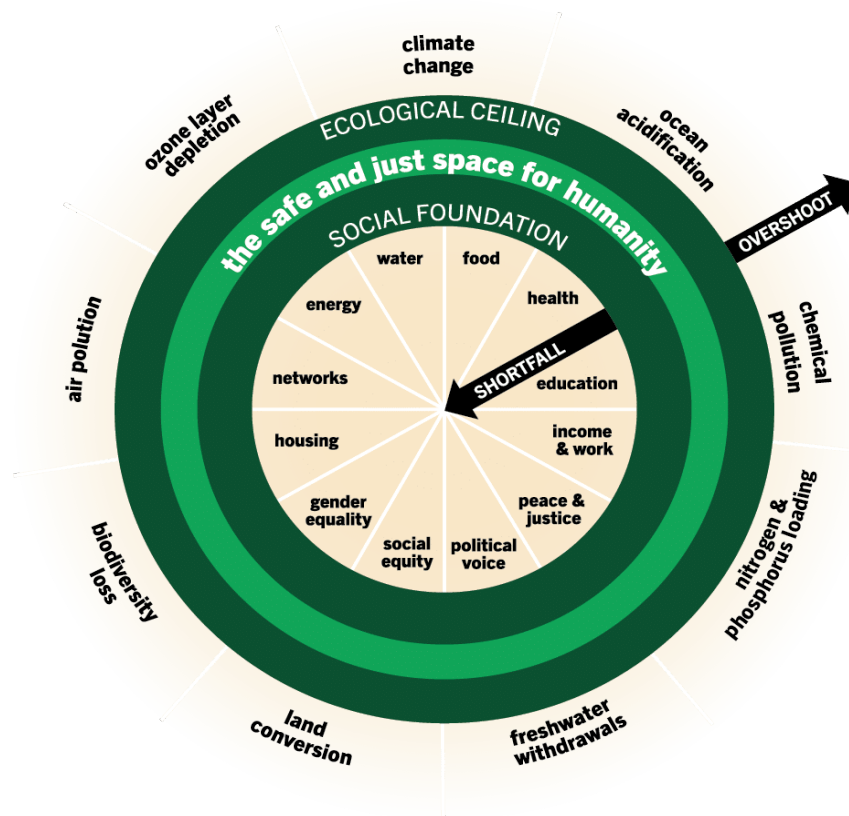 climate
change
ozone layer
depletion
ocean
acidification
ECOLOGICAL CEILING
the safe and just space for humanity
SOCIAL FOUNDATION
OVERSHOOT
water
food
energy
health
air polution
chemical
pollution
networks
SHORTFALL
education
housing
income
& work
gender
equality
peace &
justice
social
equity
political
voice
biodiversity
loss
nitrogen &
phosphorus loading
land
conversion
freshwater
withdrawals